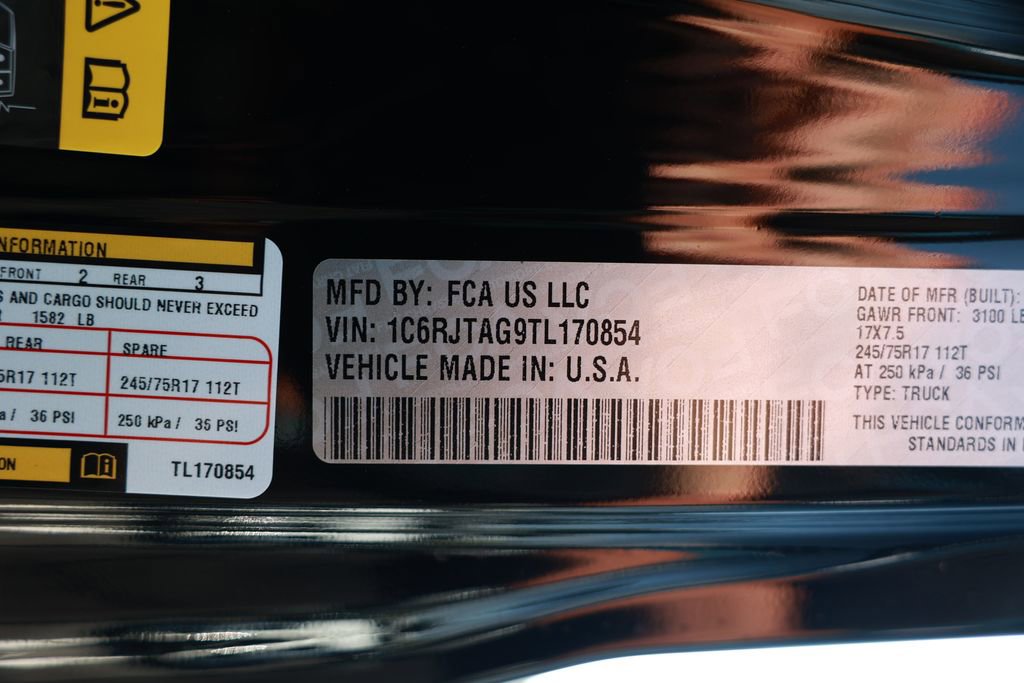 NFORMATION
FRONT 2 REAR 3
S AND CARGO SHOULD NEVER EXCEED
1582 LB
REAR SPARE
5R17 112T 245/75R17 112T
a / 36 PSI 250 kPa / 36 PSI
ON
TL170854
MFD BY: FCA US LLC
VIN: 1C6RJTAG9TL170854
VEHICLE MADE IN: U.S.A.
DATE OF MFR (BUILT):
GAWR FRONT: 3100 LB
17X7.5
245/75R17 112T
AT 250 kPa / 36 PSI
TYPE: TRUCK
THIS VEHICLE CONFORM
STANDARDS IN